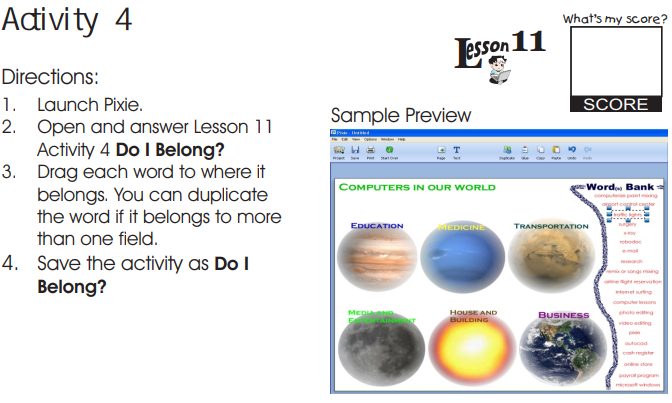 Activity 4
Lesson 11
What's my score?
SCORE
Directions:
1. Launch Pixie.
2. Open and answer Lesson 11
Activity 4 Do I Belong?
3. Drag each word to where it
belongs. You can duplicate
the word if it belongs to more
than one field.
4. Save the activity as Do I
Belong?
Sample Preview
Pixie - Untitled
File Edit View Options Window Help
Project Save Print Start Over Page Text Duplicate Glue Copy Paste Undo Redo
COMPUTERS IN OUR WORLD
EDUCATION
MEDICINE
TRANSPORTATION
MEDIA AND
ENTERTAINMENT
HOUSE AND
BUILDING
BUSINESS
Word(s) Bank
computerize paint mixing
airport control center
traffic lights
surgery
x-ray
robodoc
e-mail
research
remix or songs mixing
airline flight reservation
internet surfing
computer lessons
photo editing
video editing
pixie
autocad
cash register
online store
payroll program
microsoft windows